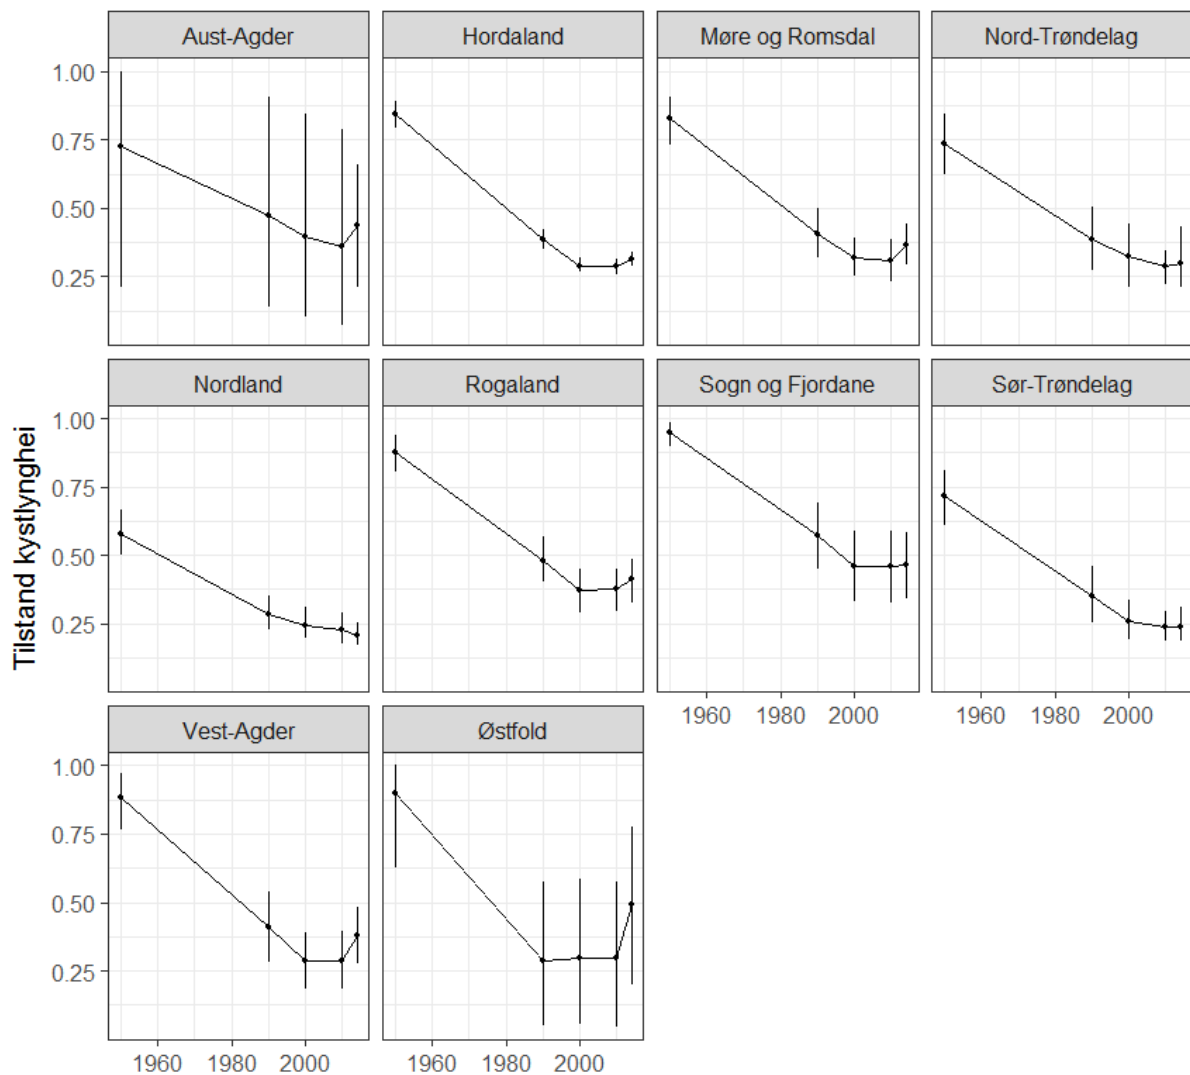 Aust-Agder Hordaland Møre og Romsdal Nord-Trøndelag
1.00
0.75
0.50
0.25
Nordland Rogaland Sogn og Fjordane Sør-Trøndelag
1.00
0.75
0.50
0.25
1960 1980 2000 1960 1980 2000
Vest-Agder Østfold
1.00
0.75
0.50
0.25
1960 1980 2000 1960 1980 2000
Tilstand kystlynghei